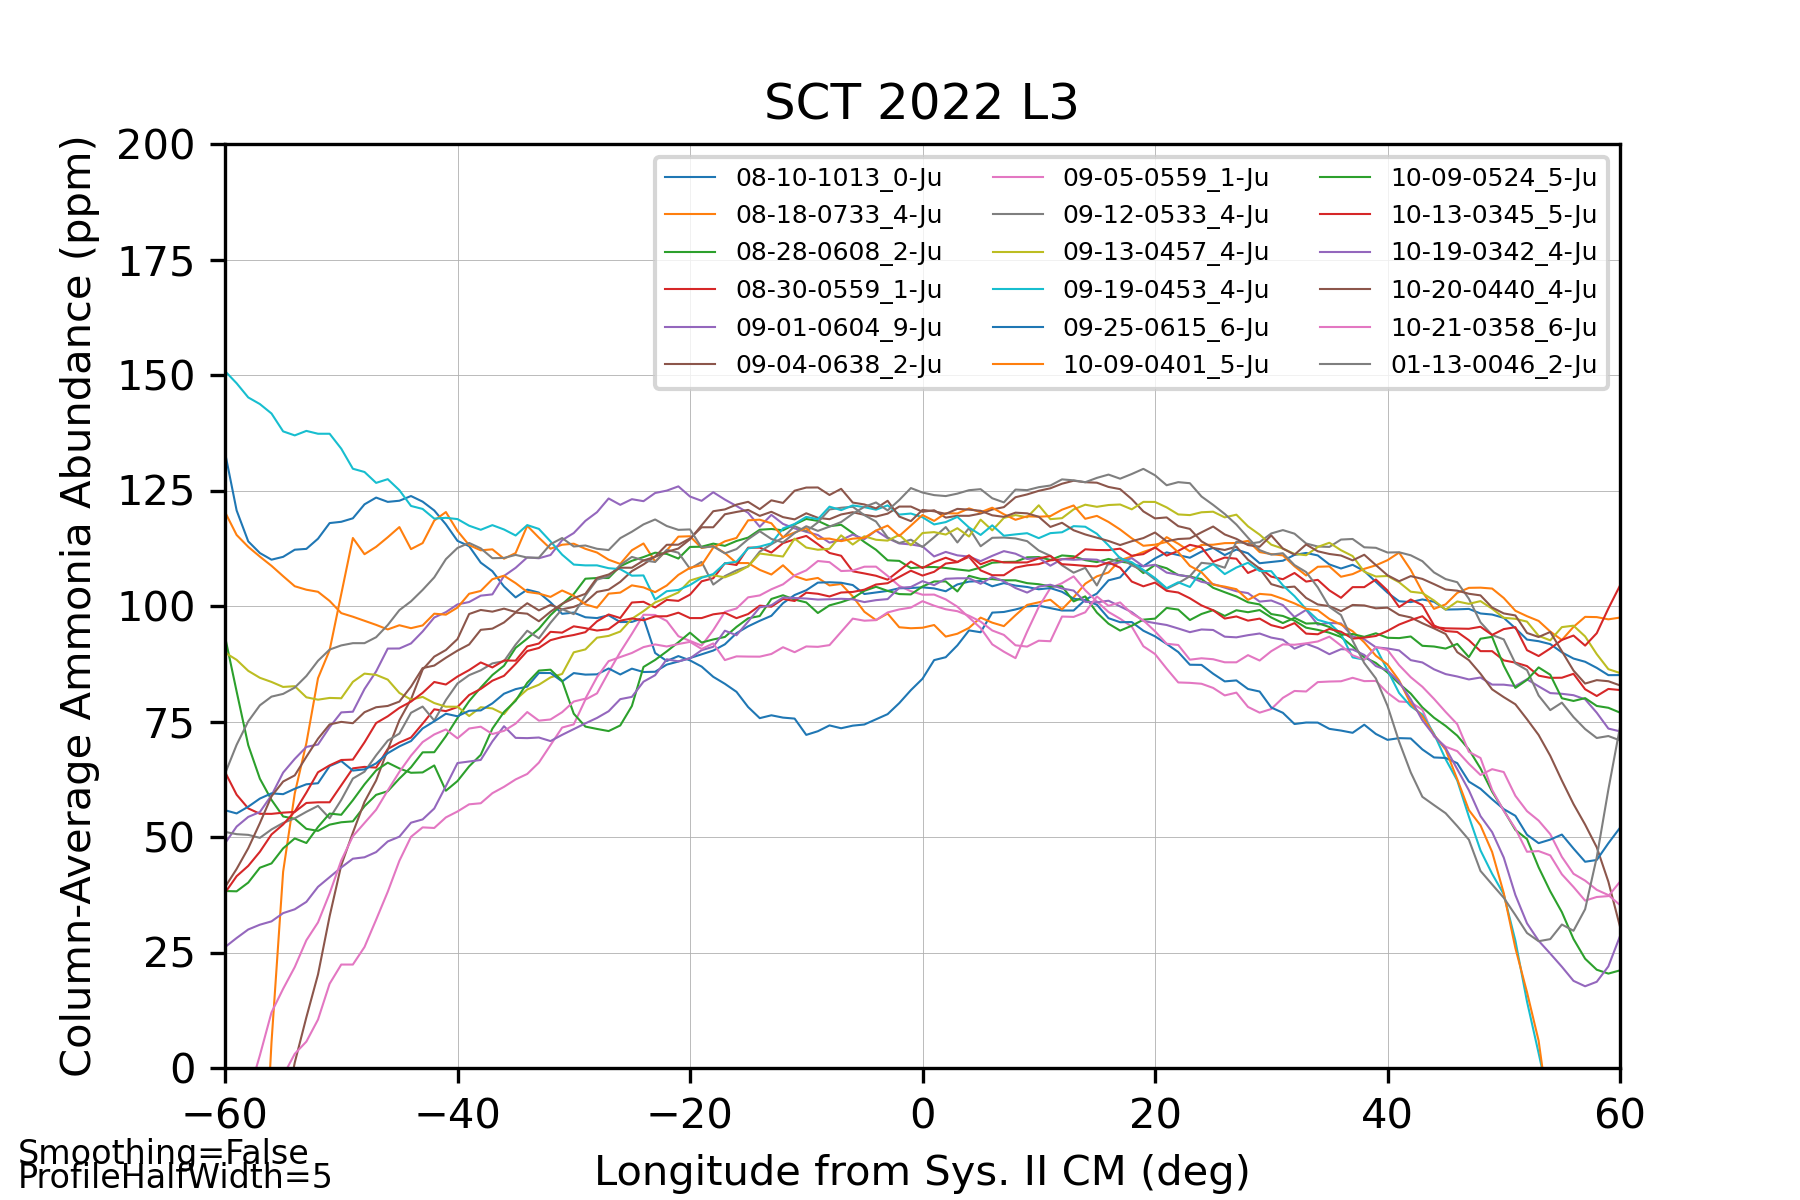 SCT 2022 L3
Column-Average Ammonia Abundance (ppm)
200
175
150
125
100
75
50
25
0
08-10-1013_0-Ju
08-18-0733_4-Ju
08-28-0608_2-Ju
08-30-0559_1-Ju
09-01-0604_9-Ju
09-04-0638_2-Ju
09-05-0559_1-Ju
09-12-0533_4-Ju
09-13-0457_4-Ju
09-19-0453_4-Ju
09-25-0615_6-Ju
10-09-0401_5-Ju
10-09-0524_5-Ju
10-13-0345_5-Ju
10-19-0342_4-Ju
10-20-0440_4-Ju
10-21-0358_6-Ju
01-13-0046_2-Ju
−60 −40 −20 0 20 40 60
Longitude from Sys. II CM (deg)
Smoothing=False
ProfileHalfWidth=5